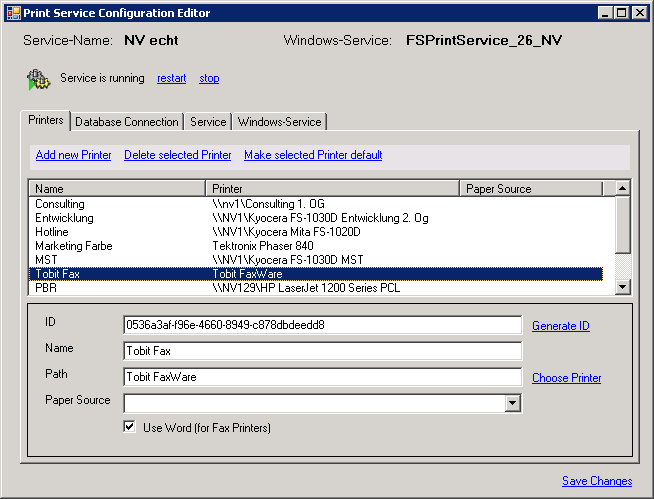 Print Service Configuration Editor
Service-Name: NV echt Windows-Service: FSPrintService_26_NV
Service is running restart stop
Printers Database Connection Service Windows-Service
Add new Printer Delete selected Printer Make selected Printer default
Name Printer Paper Source
Consulting \\nv1\Consulting 1. OG
Entwicklung \\NV1\Kyocera FS-1030D Entwicklung 2. Og
Hotline \\NV1\Kyocera Mita FS-1020D
Marketing Farbe Tektronix Phaser 840
MST \\NV1\Kyocera FS-1030D MST
Tobit Fax Tobit FaxWare
PBR \\NV129\HP LaserJet 1200 Series PCL
ID 0536a3af-f96e-4660-8949-c878dbdeedd8 Generate ID
Name Tobit Fax
Path Tobit FaxWare Choose Printer
Paper Source
Use Word (for Fax Printers)
Save Changes